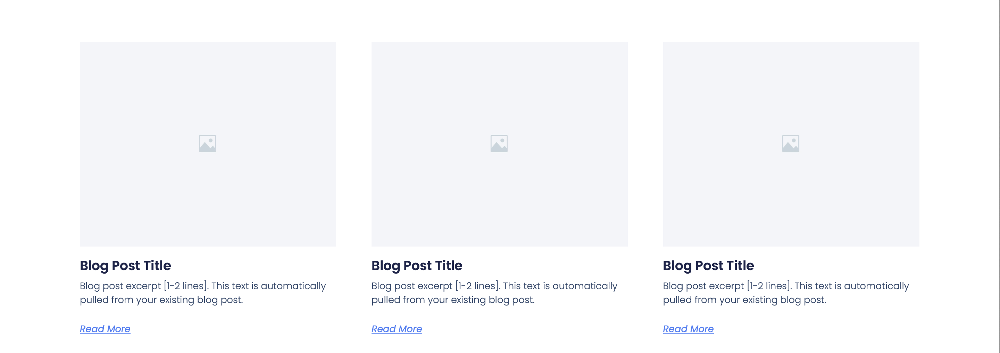 Blog Post Title
Blog post excerpt [1-2 lines]. This text is automatically
pulled from your existing blog post.
Read More
Blog Post Title
Blog post excerpt [1-2 lines]. This text is automatically
pulled from your existing blog post.
Read More
Blog Post Title
Blog post excerpt [1-2 lines]. This text is automatically
pulled from your existing blog post.
Read More